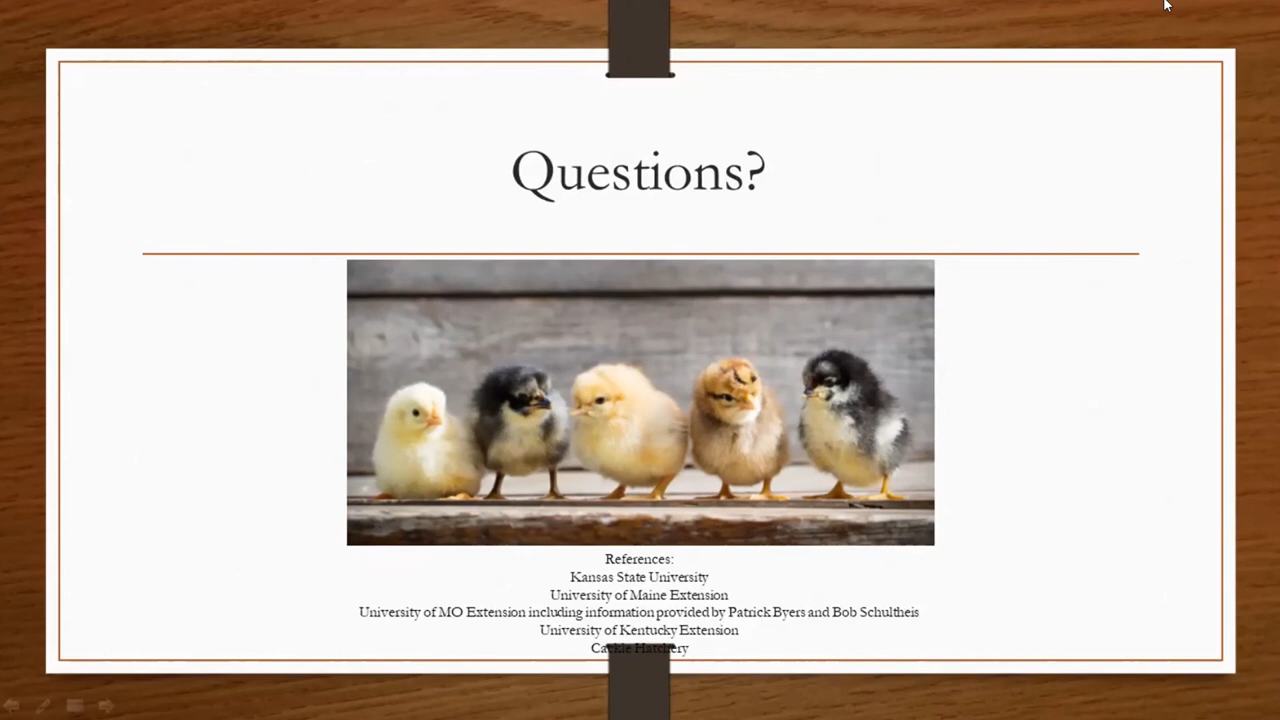 Questions?
References:
Kansas State University
University of Maine Extension
University of MO Extension including information provided by Patrick Byers and Bob Schultheis
University of Kentucky Extension
Cackle Hatchery